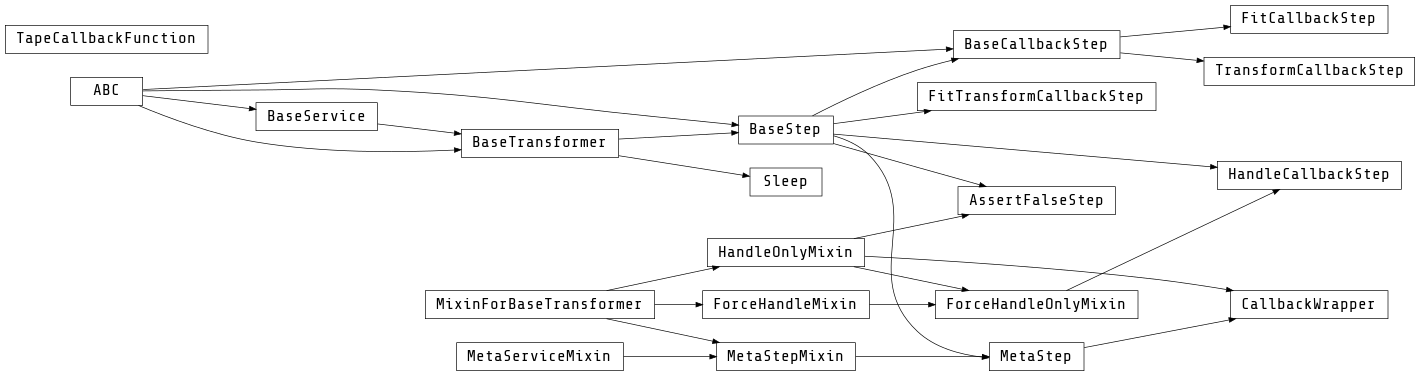 TapeCallbackFunction
ABC
BaseService
BaseTransformer
BaseStep
Sleep
BaseCallbackStep
FitCallbackStep
TransformCallbackStep
FitTransformCallbackStep
HandleCallbackStep
AssertFalseStep
HandleOnlyMixin
MixinForBaseTransformer
ForceHandleMixin
ForceHandleOnlyMixin
CallbackWrapper
MetaServiceMixin
MetaStepMixin
MetaStep